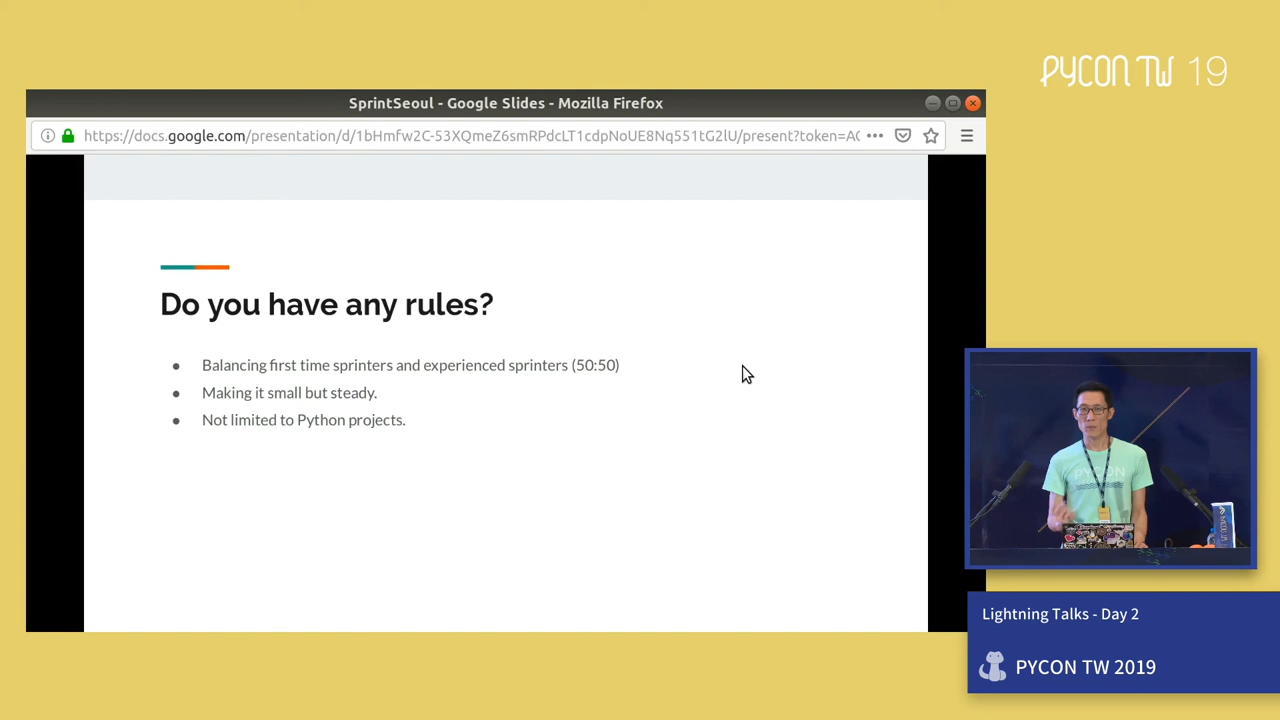 PYCON TW 19
SprintSeoul - Google Slides - Mozilla Firefox
https://docs.google.com/presentation/d/1bHmfw2C-53XQmeZ6smRPdcLT1cdpNoUE8Nq551tG2lU/present?token=AC
Do you have any rules?
• Balancing first time sprinters and experienced sprinters (50:50)
• Making it small but steady.
• Not limited to Python projects.
PYCON
Lightning Talks - Day 2
PYCON TW 2019